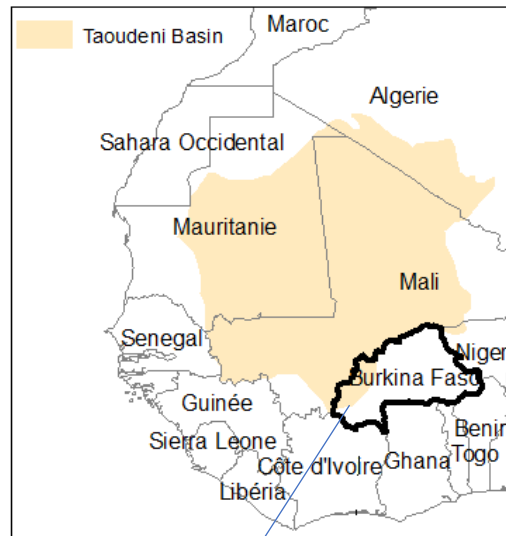 Maroc
Taoudeni Basin
Algerie
Sahara Occidental
Mauritanie
Mali
Senegal
Niger
Burkina Faso
Guinée
Benin
Sierra Leone
Togo
Côte d'Ivoire
Ghana
Libéria